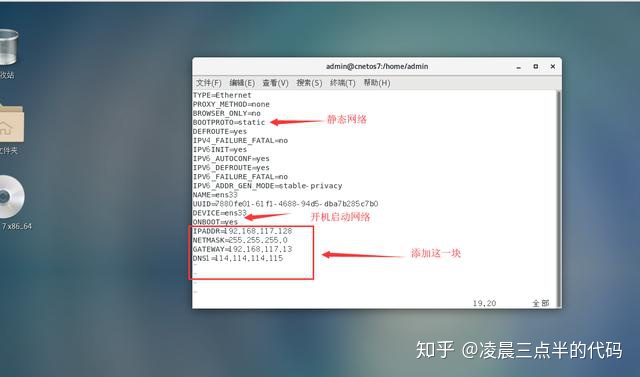 收站
文件夹
7 x86_64
admin@cnetos7:/home/admin
文件(F) 编辑(E) 查看(V) 搜索(S) 终端(T) 帮助(H)
TYPE=Ethernet
PROXY_METHOD=none
BROWSER_ONLY=no
BOOTPROTO=static
静态网络
DEFROUTE=yes
IPV4_FAILURE_FATAL=no
IPV6INIT=yes
IPV6_AUTOCONF=yes
IPV6_DEFROUTE=yes
IPV6_FAILURE_FATAL=no
IPV6_ADDR_GEN_MODE=stable-privacy
NAME=ens33
UUID=7880fe01-61f1-4688-94d5-dba7b285c7b0
DEVICE=ens33
开机启动网络
ONBOOT=yes
IPADDR=192.168.117.128
NETMASK=255.255.255.0
GATEWAY=192.168.117.13
添加这一块
DNS1=114.114.114.115
~
~
~
19,20 全部
知乎 @凌晨三点半的代码